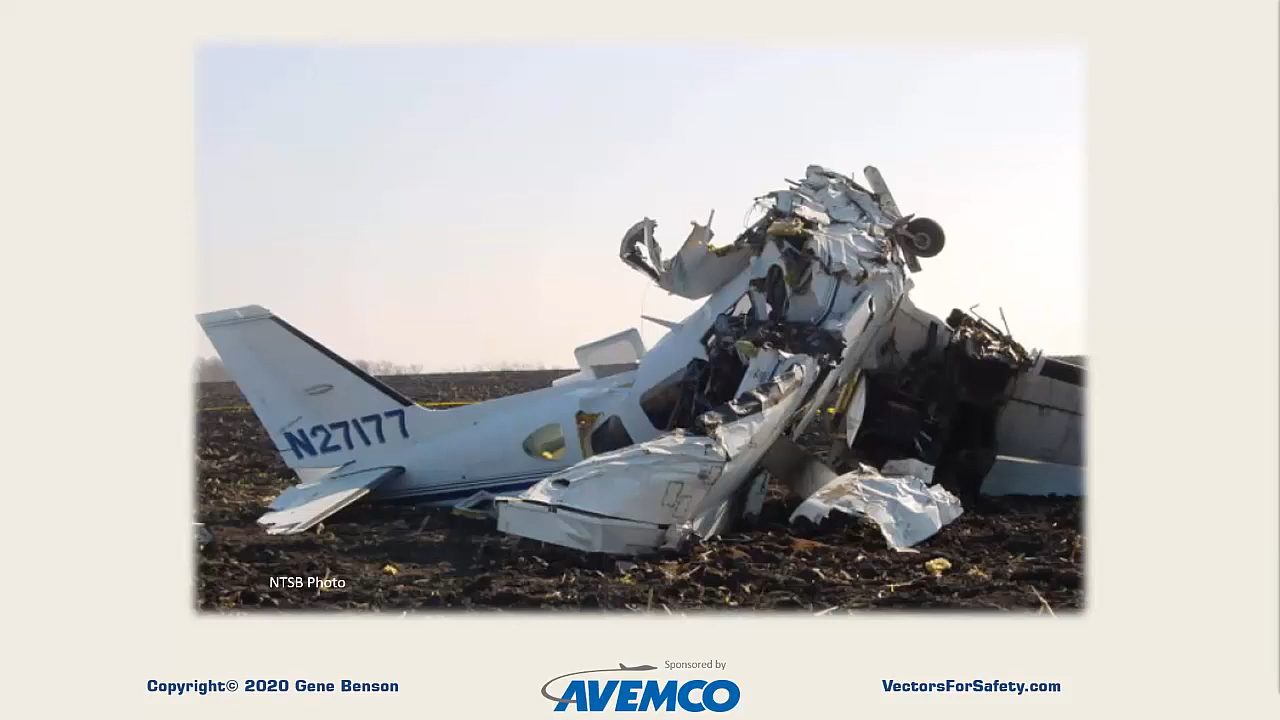 N27177
NTSB Photo
Sponsored by
AVEMCO
Copyright© 2020 Gene Benson
VectorsForSafety.com